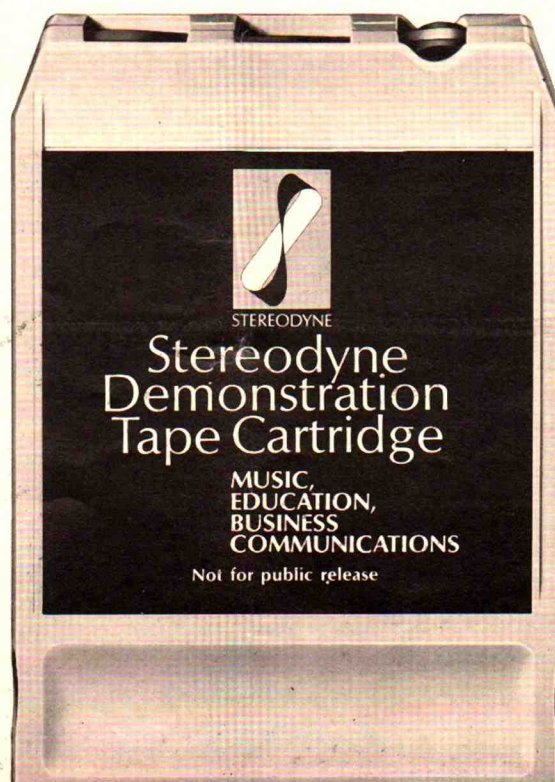 STEREODYNE
Stereodyne
Demonstration
Tape Cartridge
MUSIC,
EDUCATION,
BUSINESS
COMMUNICATIONS
Not for public release